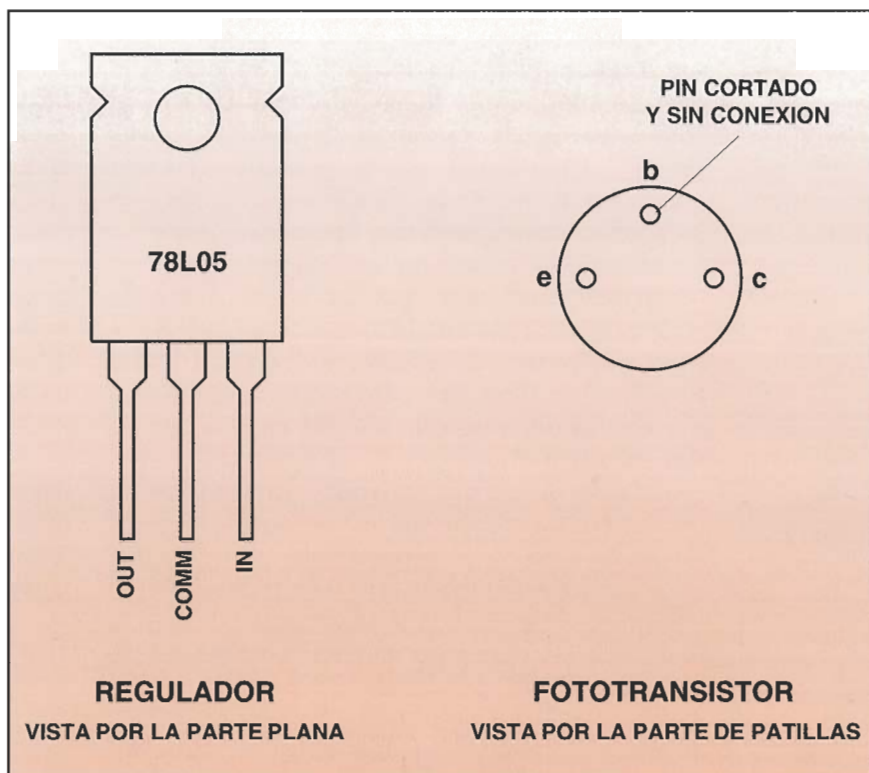 78L05
OUT
COMM
IN
REGULADOR
VISTA POR LA PARTE PLANA
PIN CORTADO
Y SIN CONEXION
b
e
c
FOTOTRANSISTOR
VISTA POR LA PARTE DE PATILLAS